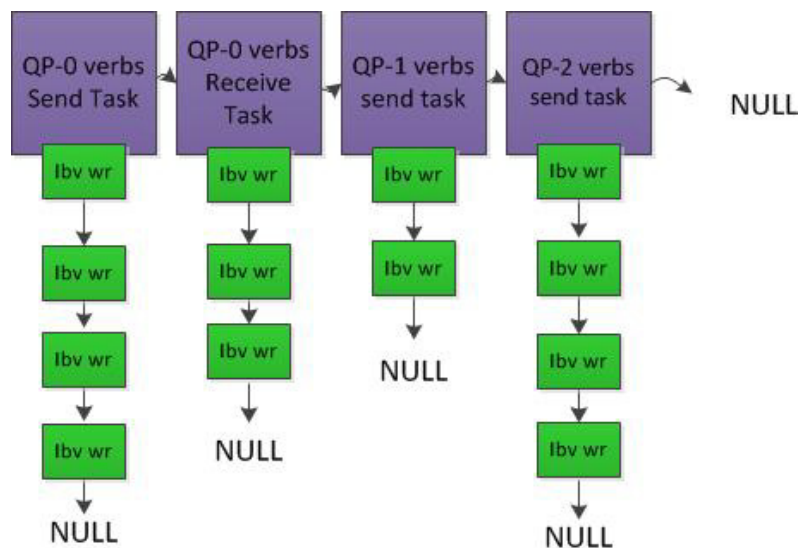 QP-0 verbs
Send Task
QP-0 verbs
Receive
Task
QP-1 verbs
send task
QP-2 verbs
send task
NULL
Ibv wr
Ibv wr
Ibv wr
Ibv wr
NULL
Ibv wr
Ibv wr
Ibv wr
NULL
Ibv wr
Ibv wr
NULL
Ibv wr
Ibv wr
Ibv wr
Ibv wr
NULL